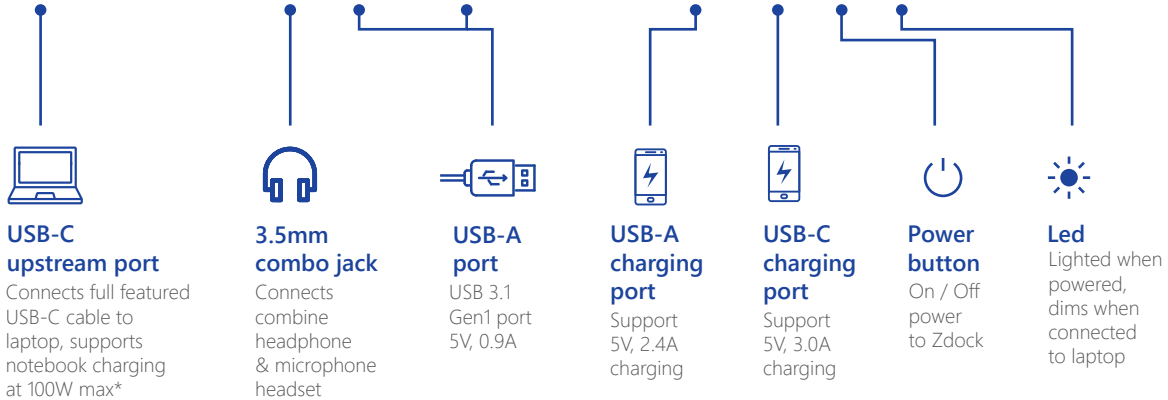 USB-C
upstream port
Connects full featured
USB-C cable to
laptop, supports
notebook charging
at 100W max*
3.5mm
combo jack
Connects
combine
headphone
& microphone
headset
USB-A
port
USB 3.1
Gen1 port
5V, 0.9A
USB-A
charging
port
Support
5V, 2.4A
charging
USB-C
charging
port
Support
5V, 3.0A
charging
Power
button
On / Off
power
to Zdock
Led
Lighted when
powered,
dims when
connected
to laptop